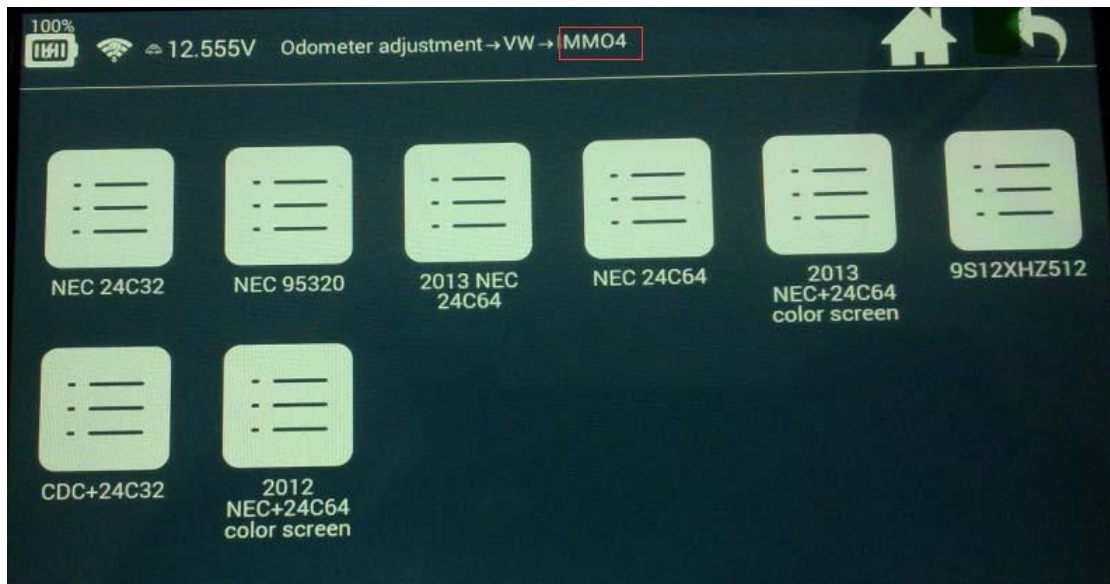 100%
12.555V Odometer adjustment→VW→IMMO4
NEC 24C32
NEC 95320
2013 NEC
24C64
NEC 24C64
2013
NEC+24C64
color screen
9S12XHZ512
CDC+24C32
2012
NEC+24C64
color screen